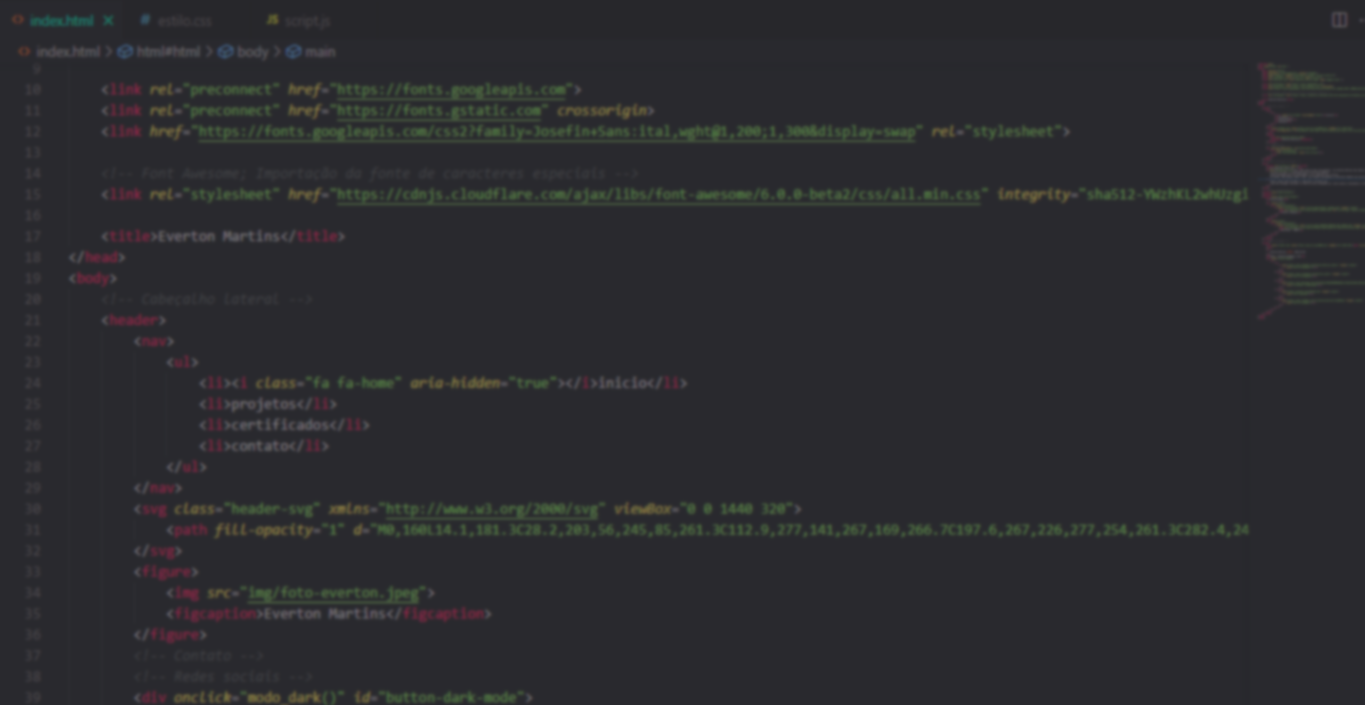 index.html estilo.css script.js
index.html > html#html > body > main
9
10 <link rel="preconnect" href="https://fonts.googleapis.com">
11 <link rel="preconnect" href="https://fonts.gstatic.com" crossorigin>
12 <link href="https://fonts.googleapis.com/css2?family=Josefin+Sans:ital,wght@1,200;1,300&display=swap" rel="stylesheet">
13
14 <!-- Font Awesome; Importação da fonte de caracteres especiais -->
15 <link rel="stylesheet" href="https://cdnjs.cloudflare.com/ajax/libs/font-awesome/6.0.0-beta2/css/all.min.css" integrity="sha512-YWzhKL2whUzgi
16
17 <title>Everton Martins</title>
18 </head>
19 <body>
20 <!-- Cabeçalho lateral -->
21 <header>
22 <nav>
23 <ul>
24 <li><i class="fa fa-home" aria-hidden="true"></i>inicio</li>
25 <li>projetos</li>
26 <li>certificados</li>
27 <li>contato</li>
28 </ul>
29 </nav>
30 <svg class="header-svg" xmlns="http://www.w3.org/2000/svg" viewBox="0 0 1440 320">
31 <path fill-opacity="1" d="M0,160L14.1,181.3C28.2,203,56,245,85,261.3C112.9,277,141,267,169,266.7C197.6,267,226,277,254,261.3C282.4,24
32 </svg>
33 <figure>
34 <img src="img/foto-everton.jpeg">
35 <figcaption>Everton Martins</figcaption>
36 </figure>
37 <!-- Contato -->
38 <!-- Redes sociais -->
39 <div onclick="modo_dark()" id="button-dark-mode">